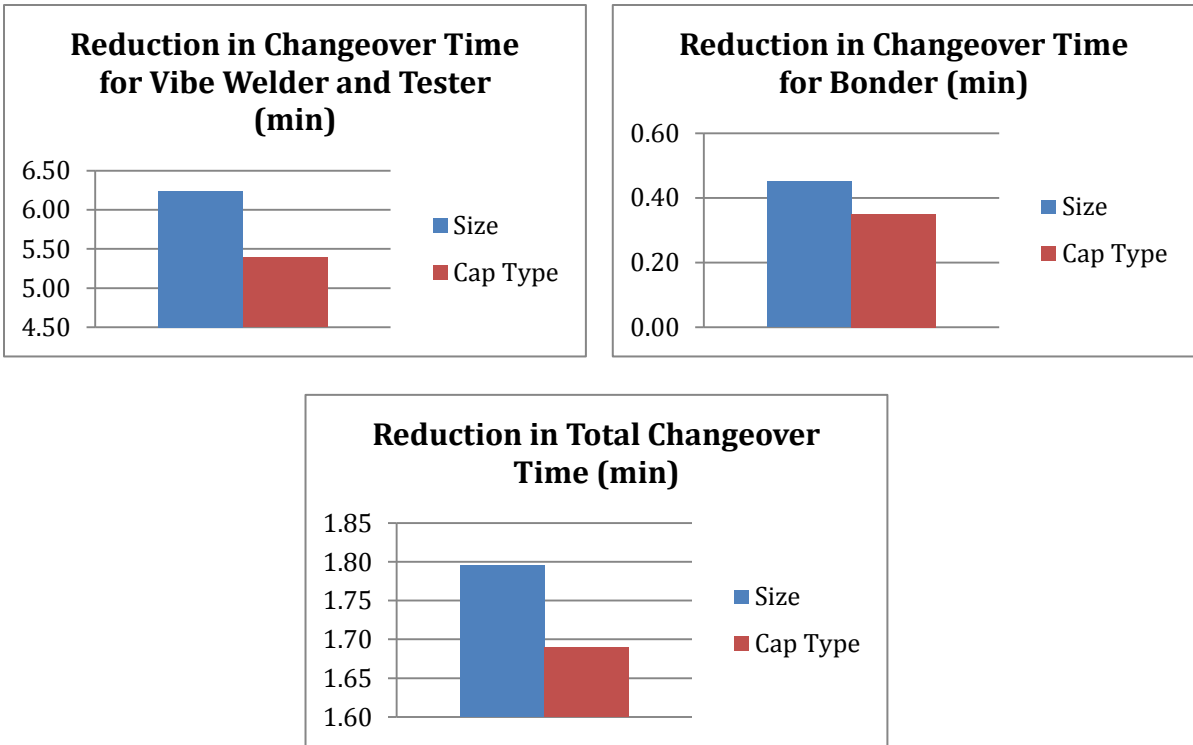 Reduction in Changeover Time
for Vibe Welder and Tester
(min)
6.50
6.00
5.50
5.00
4.50
Size
Cap Type
Reduction in Changeover Time
for Bonder (min)
0.60
0.40
0.20
0.00
Size
Cap Type
Reduction in Total Changeover
Time (min)
1.85
1.80
1.75
1.70
1.65
1.60
Size
Cap Type